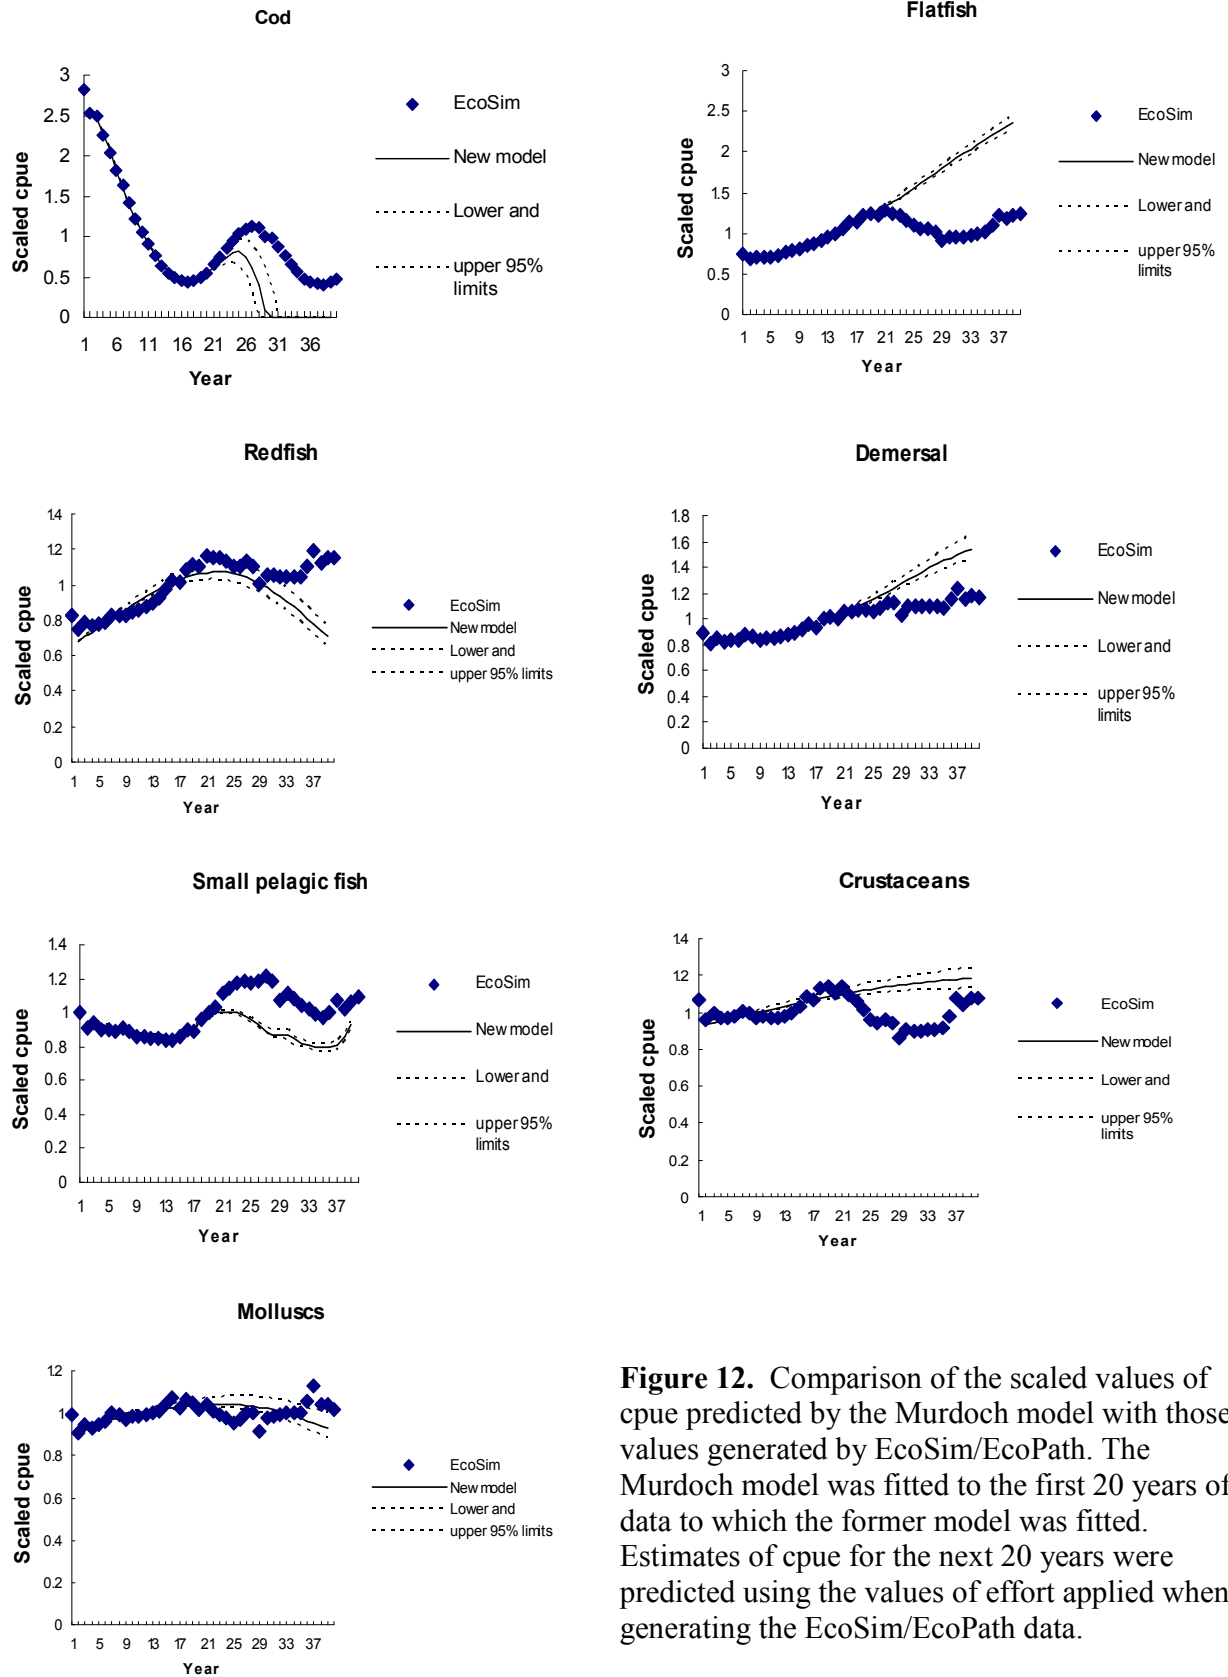 Cod
3
2.5
2
1.5
1
0.5
0
Scaled cpue
1 6 11 16 21 26 31 36
Year
EcoSim
New model
Lower and
upper 95%
limits
Flatfish
3
2.5
2
1.5
1
0.5
0
Scaled cpue
1 5 9 13 17 21 25 29 33 37
Year
EcoSim
New model
Lower and
upper 95%
limits
Redfish
1.4
1.2
1
0.8
0.6
0.4
0.2
0
Scaled cpue
1 5 9 13 17 21 25 29 33 37
Year
EcoSim
New model
Lower and
upper 95% limits
Demersal
1.8
1.6
1.4
1.2
1
0.8
0.6
0.4
0.2
0
Scaled cpue
1 5 9 13 17 21 25 29 33 37
Year
EcoSim
New model
Lower and
upper 95%
limits
Small pelagic fish
1.4
1.2
1
0.8
0.6
0.4
0.2
0
Scaled cpue
1 5 9 13 17 21 25 29 33 37
Year
EcoSim
New model
Lower and
upper 95%
limits
Crustaceans
1.4
1.2
1
0.8
0.6
0.4
0.2
0
Scaled cpue
1 5 9 13 17 21 25 29 33 37
Year
EcoSim
New model
Lower and
upper 95%
limits
Molluscs
1.2
1
0.8
0.6
0.4
0.2
0
Scaled cpue
1 5 9 13 17 21 25 29 33 37
Year
EcoSim
New model
Lower and
upper 95% limits
Figure 12. Comparison of the scaled values of
cpue predicted by the Murdoch model with those
values generated by EcoSim/EcoPath. The
Murdoch model was fitted to the first 20 years of
data to which the former model was fitted.
Estimates of cpue for the next 20 years were
predicted using the values of effort applied when
generating the EcoSim/EcoPath data.